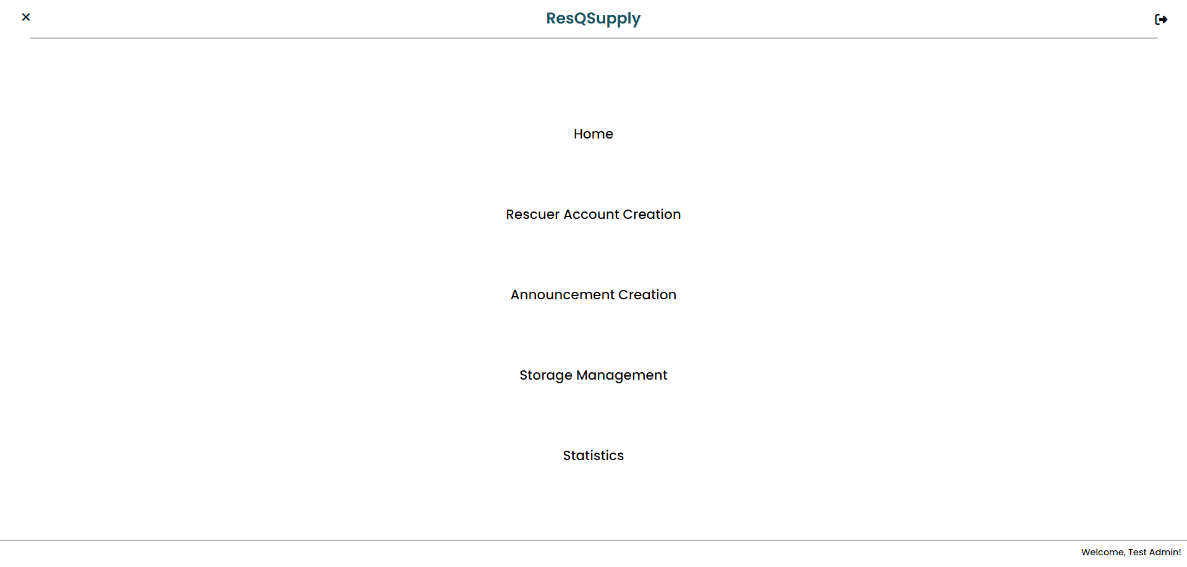 ResQSupply
Home
Rescuer Account Creation
Announcement Creation
Storage Management
Statistics
Welcome, Test Admin!